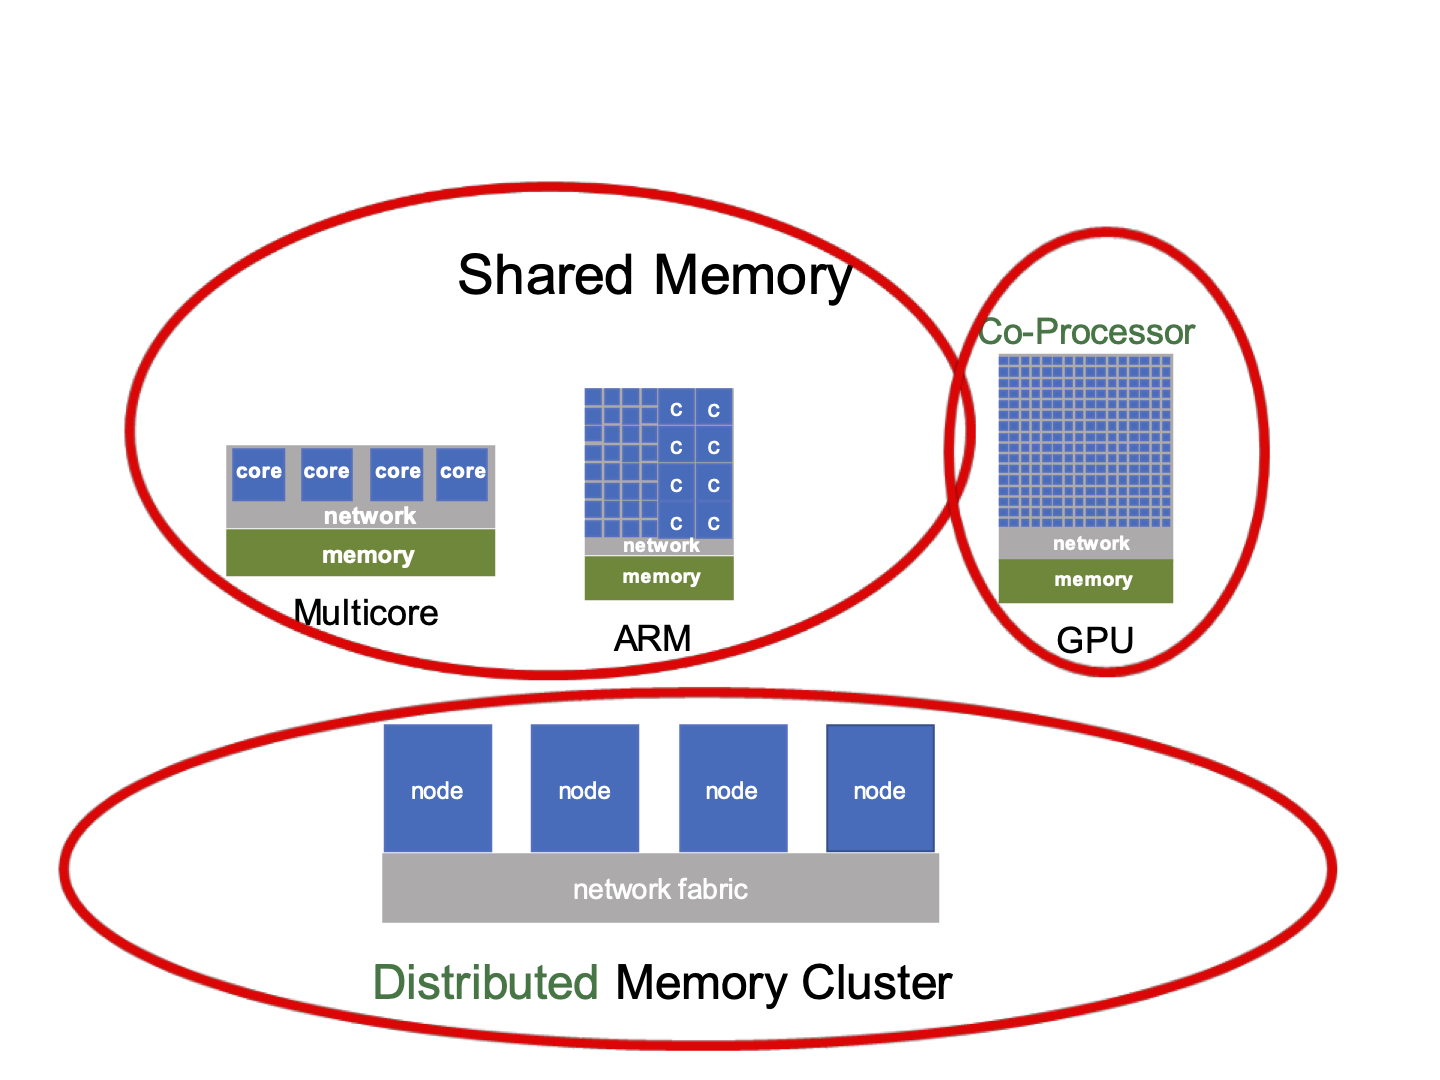 Shared Memory
Co-Processor
core core core core
network
memory
Multicore
C C
C C
C C
C C
network
memory
ARM
network
memory
GPU
node node node node
network fabric
Distributed Memory Cluster